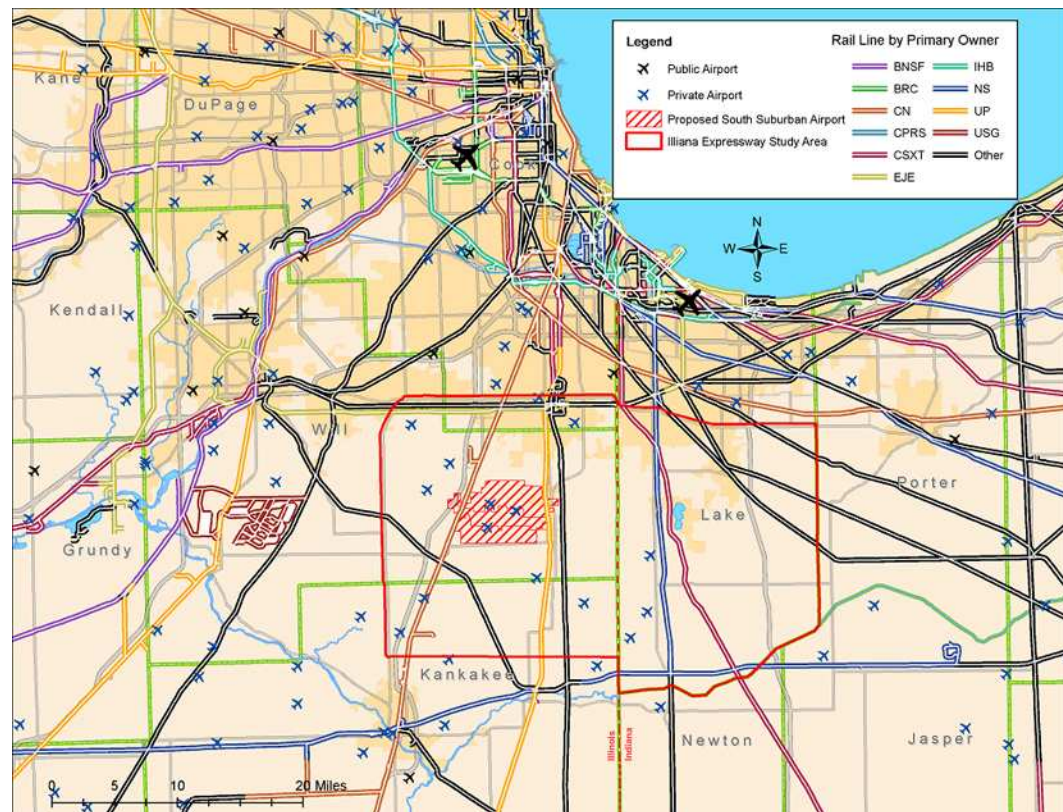 Legend
Public Airport
Private Airport
Proposed South Suburban Airport
Illiana Expressway Study Area
Rail Line by Primary Owner
BNSF
BRC
CN
CPRS
CSXT
EJE
IHB
NS
UP
USG
Other
Kane
DuPage
Cook
N
W E
S
Kendall
Will
Lake
Porter
Grundy
Kankakee
Illinois
Indiana
Newton
Jasper
0 5 10 20 Miles